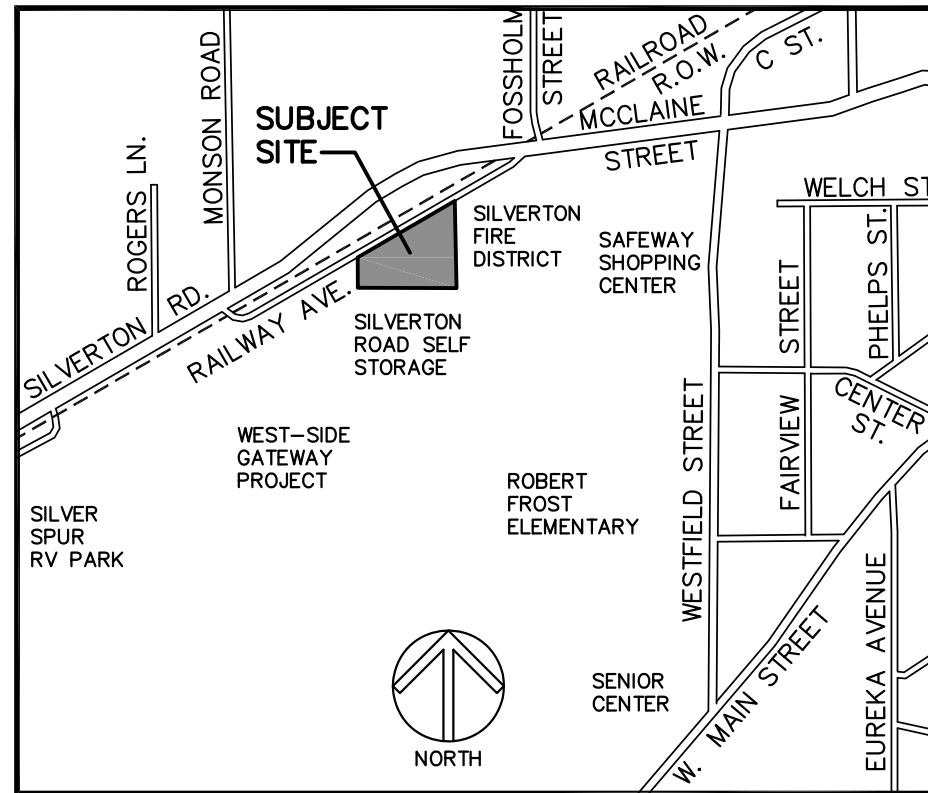 FOSSHOLM
STREET
RAILROAD
R.O.W.
C ST.
MONSON ROAD
SUBJECT
SITE
MCCLAINE
STREET
ROGERS LN.
WELCH ST
SILVERTON
FIRE
DISTRICT
SAFEWAY
SHOPPING
CENTER
PHELPS ST.
SILVERTON RD.
RAILWAY AVE.
SILVERTON
ROAD SELF
STORAGE
FAIRVIEW STREET
CENTER
ST.
WESTFIELD STREET
WEST-SIDE
GATEWAY
PROJECT
ROBERT
FROST
ELEMENTARY
SILVER
SPUR
RV PARK
EUREKA AVENUE
W. MAIN STREET
SENIOR
CENTER
NORTH